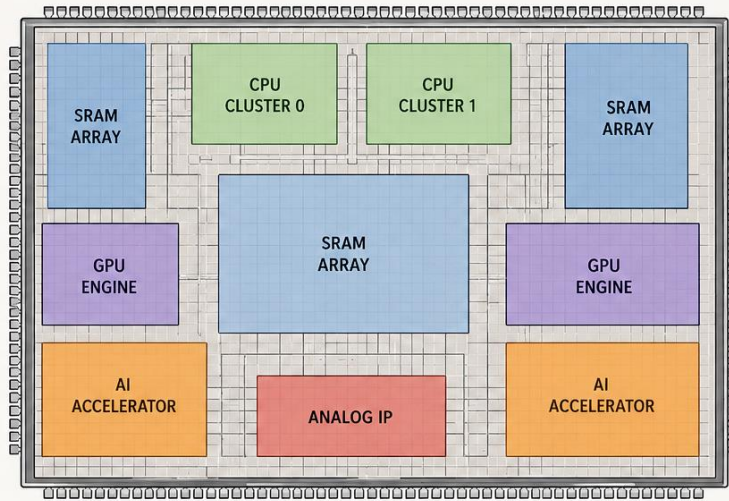 SRAM
ARRAY
CPU
CLUSTER 0
CPU
CLUSTER 1
SRAM
ARRAY
GPU
ENGINE
SRAM
ARRAY
GPU
ENGINE
AI
ACCELERATOR
ANALOG IP
AI
ACCELERATOR